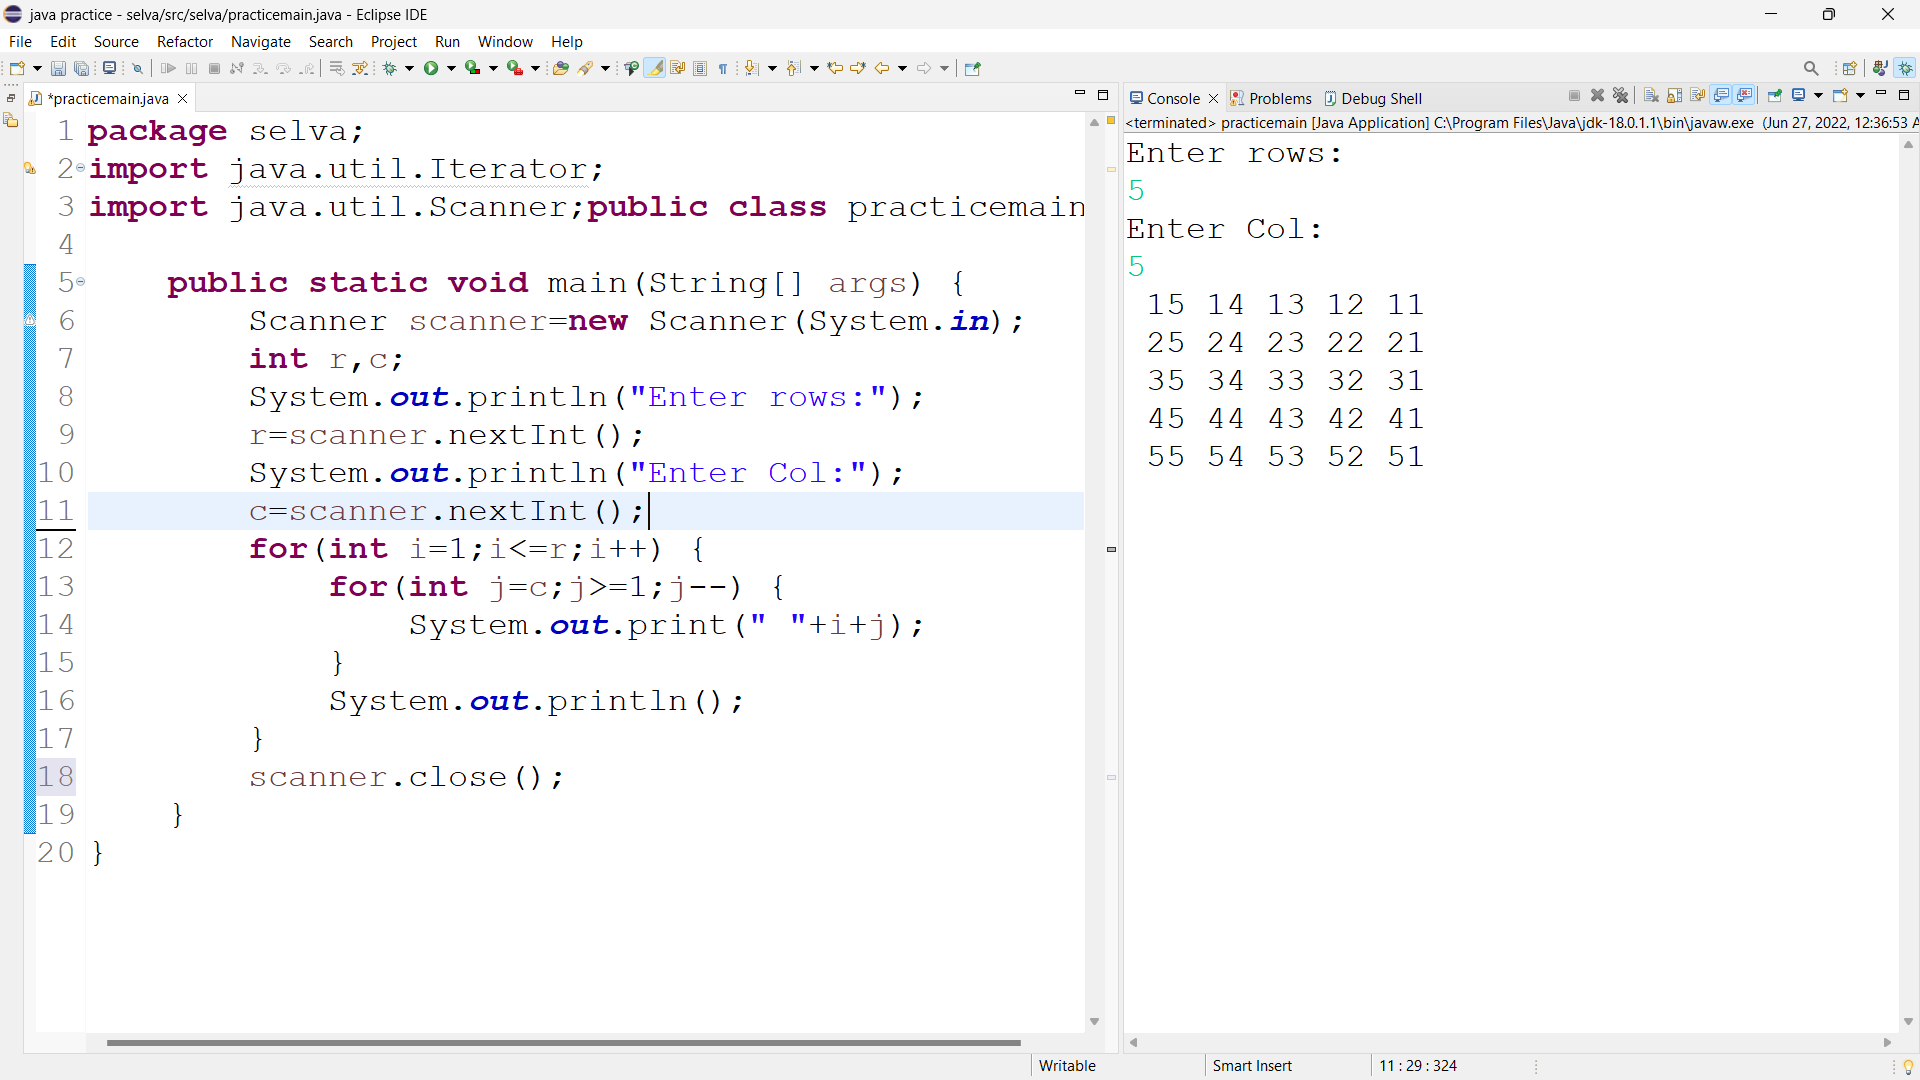 java practice - selva/src/selva/practicemain.java - Eclipse IDE
File Edit Source Refactor Navigate Search Project Run Window Help
*practicemain.java
1 package selva;
2 import java.util.Iterator;
3 import java.util.Scanner;public class practicemain
4
5 public static void main(String[] args) {
6 Scanner scanner=new Scanner(System.in);
7 int r,c;
8 System.out.println("Enter rows:");
9 r=scanner.nextInt();
10 System.out.println("Enter Col:");
11 c=scanner.nextInt();
12 for(int i=1;i<=r;i++) {
13 for(int j=c;j>=1;j--) {
14 System.out.print(" "+i+j);
15 }
16 System.out.println();
17 }
18 scanner.close();
19 }
20 }
Console Problems Debug Shell
<terminated> practicemain [Java Application] C:\Program Files\Java\jdk-18.0.1.1\bin\javaw.exe (Jun 27, 2022, 12:36:53 A
Enter rows:
5
Enter Col:
5
15 14 13 12 11
25 24 23 22 21
35 34 33 32 31
45 44 43 42 41
55 54 53 52 51
Writable Smart Insert 11 : 29 : 324